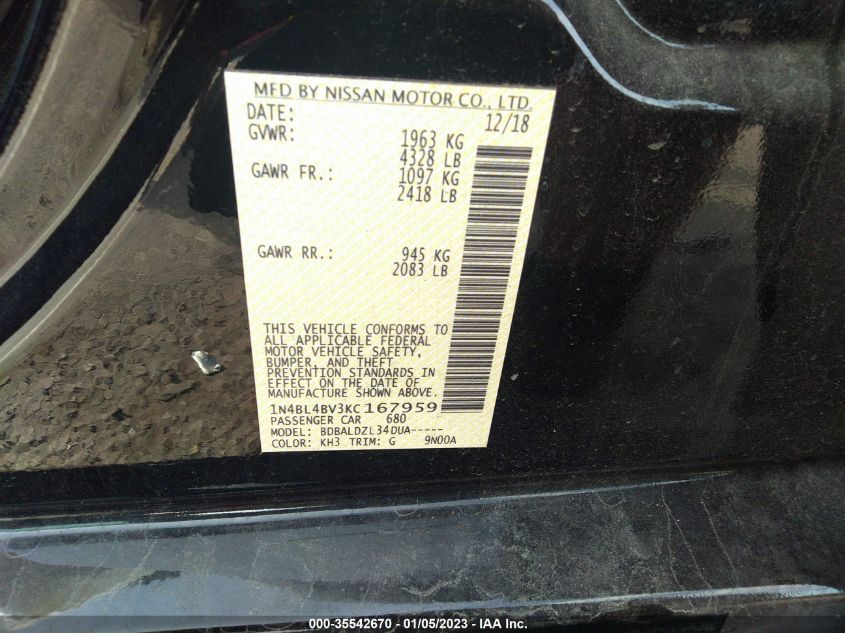 MFD BY NISSAN MOTOR CO., LTD.
DATE: 12/18
GVWR: 1963 KG
4328 LB
GAWR FR.: 1097 KG
2418 LB
GAWR RR.: 945 KG
2083 LB
THIS VEHICLE CONFORMS TO
ALL APPLICABLE FEDERAL
MOTOR VEHICLE SAFETY,
BUMPER, AND THEFT
PREVENTION STANDARDS IN
EFFECT ON THE DATE OF
MANUFACTURE SHOWN ABOVE.
1N4BL4BV3KC167959
PASSENGER CAR 680
MODEL: BDBALDZL34DUA-----
COLOR: KH3 TRIM: G 9N00A
000-35542670 - 01/05/2023 - IAA Inc.